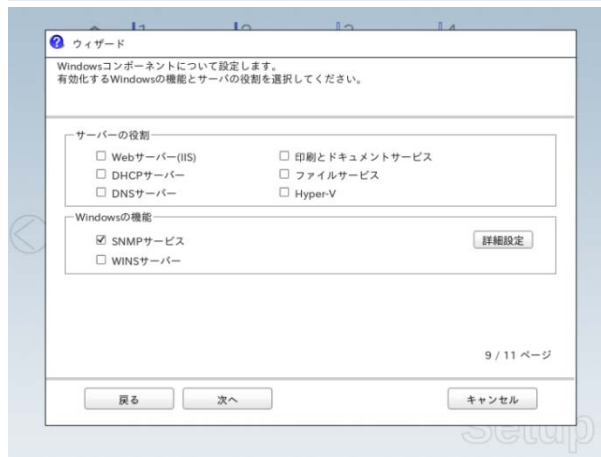 ウィザード
Windowsコンポーネントについて設定します。
有効化するWindowsの機能とサーバの役割を選択してください。
サーバーの役割
Webサーバー(IIS)
印刷とドキュメントサービス
DHCPサーバー
ファイルサービス
DNSサーバー
Hyper-V
Windowsの機能
SNMPサービス
詳細設定
WINSサーバー
9 / 11 ページ
戻る
次へ
キャンセル
Setup